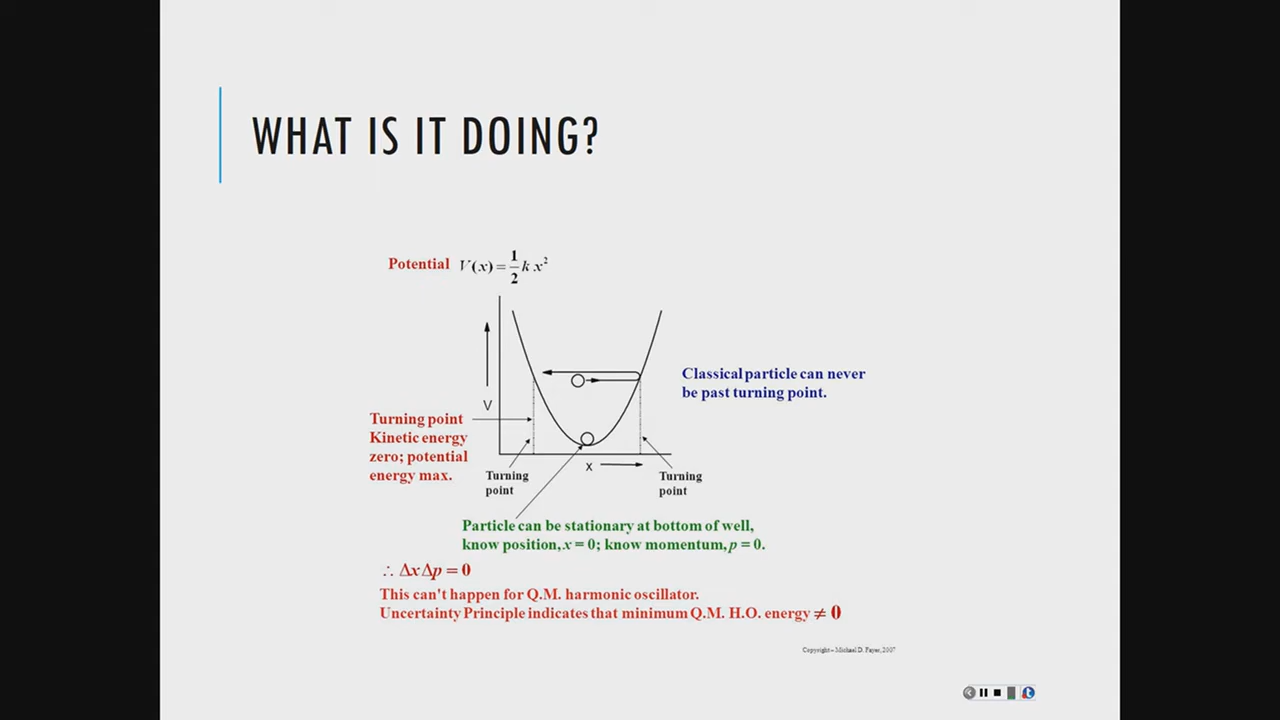 WHAT IS IT DOING?
Potential V(x) = 1/2 k x²
V
Classical particle can never
be past turning point.
Turning point
Kinetic energy
zero; potential
energy max.
x
Turning
point
Turning
point
Particle can be stationary at bottom of well,
know position, x = 0; know momentum, p = 0.
∴ ΔxΔp = 0
This can't happen for Q.M. harmonic oscillator.
Uncertainty Principle indicates that minimum Q.M. H.O. energy ≠ 0
Copyright – Michael D. Fayer, 2007